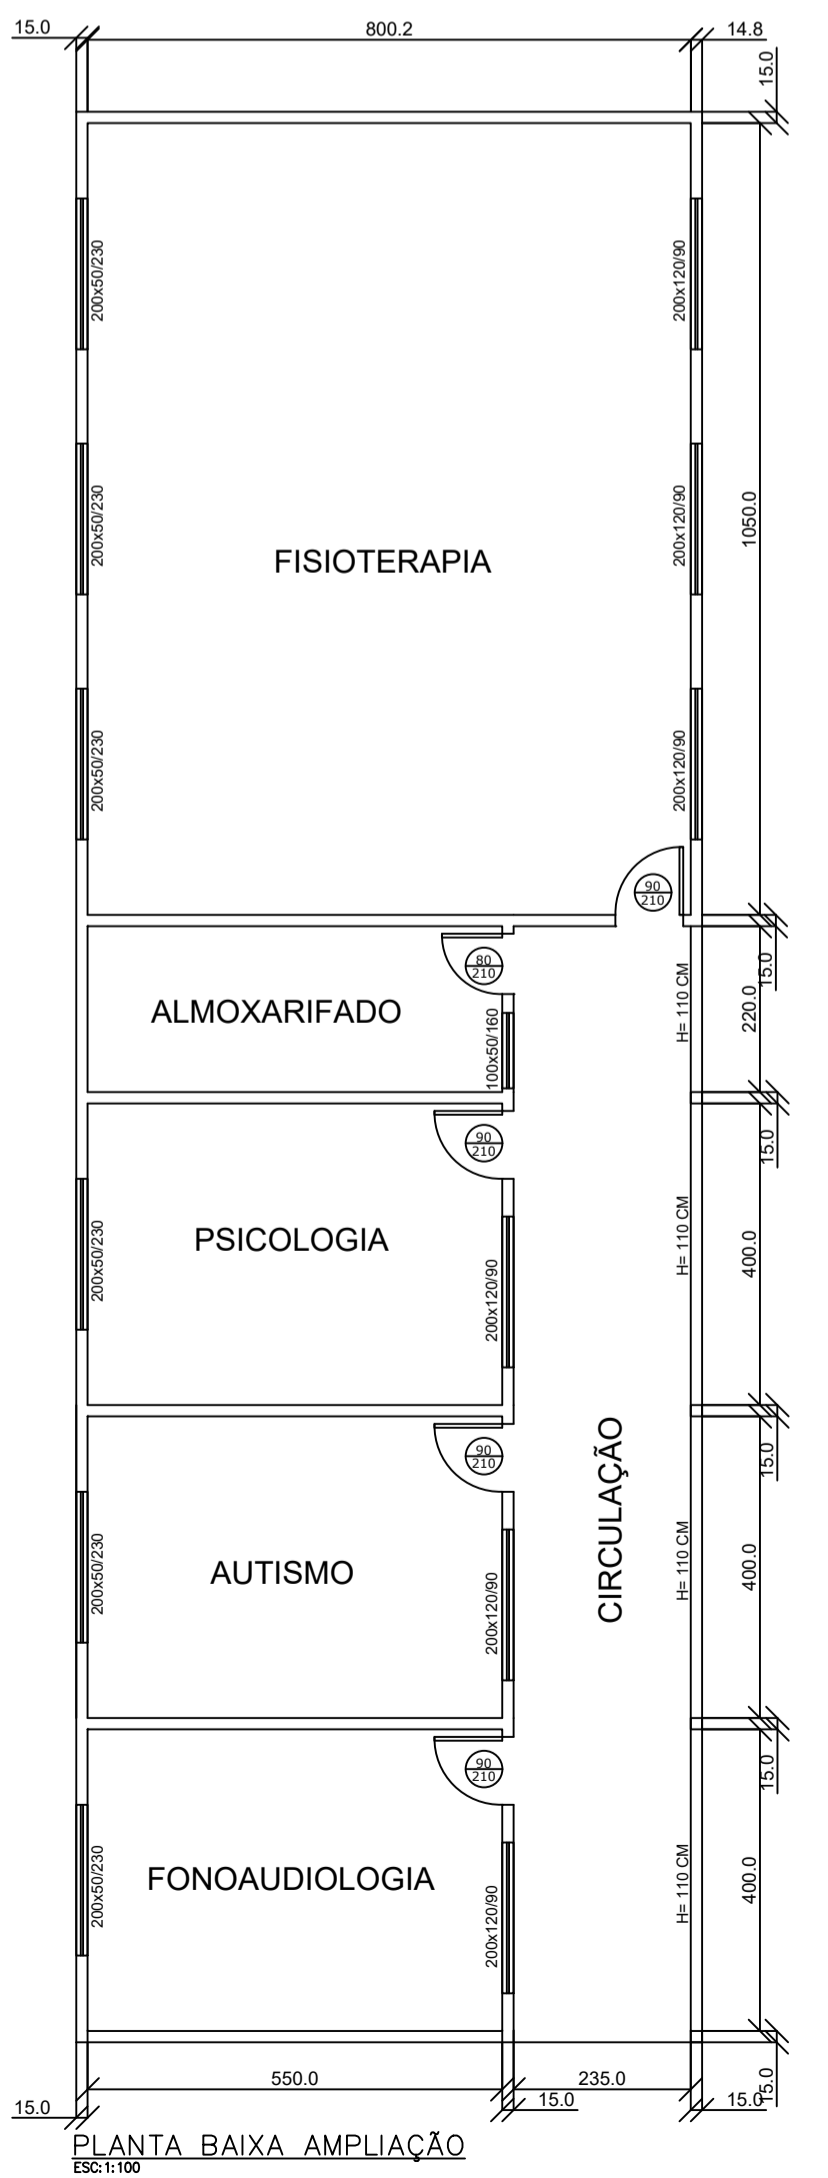 15.0
800.2
14.8
15.0
200x50/230
200x120/90
200x50/230
200x120/90
1050.0
FISIOTERAPIA
200x50/230
200x120/90
90
210
80
210
15.0
ALMOXARIFADO
H= 110 CM
220.0
100x50/160
90
210
15.0
PSICOLOGIA
200x50/230
H= 110 CM
400.0
200x120/90
90
210
15.0
CIRCULAÇÃO
AUTISMO
200x50/230
H= 110 CM
400.0
200x120/90
90
210
15.0
FONOAUDIOLOGIA
200x50/230
H= 110 CM
400.0
200x120/90
550.0
235.0
15.0
15.0
15.0
15.0
PLANTA BAIXA AMPLIAÇÃO
ESC:1:100